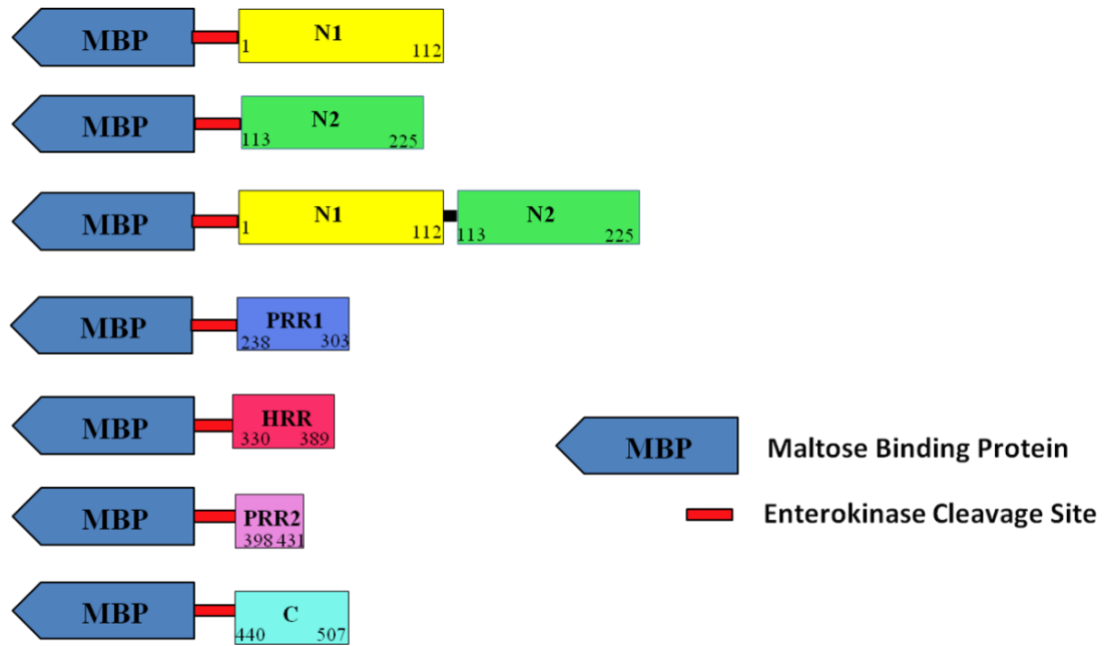 MBP N1
1 112
MBP N2
113 225
MBP N1 N2
1 112 113 225
MBP PRR1
238 303
MBP HRR
330 389
MBP Maltose Binding Protein
MBP PRR2
398 431
Enterokinase Cleavage Site
MBP C
440 507